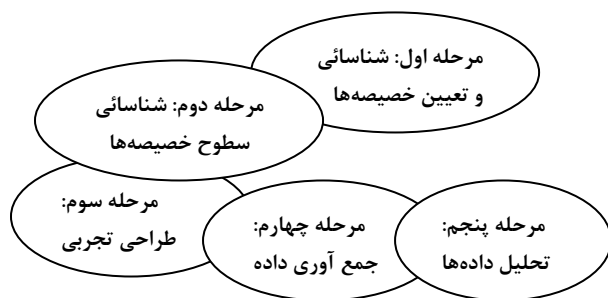 مرحله اول: شناسائی
و تعیین خصیصه‌ها
مرحله دوم: شناسائی
سطوح خصیصه‌ها
مرحله سوم:
طراحی تجربی
مرحله چهارم:
جمع آوری داده
مرحله پنجم:
تحلیل داده‌ها